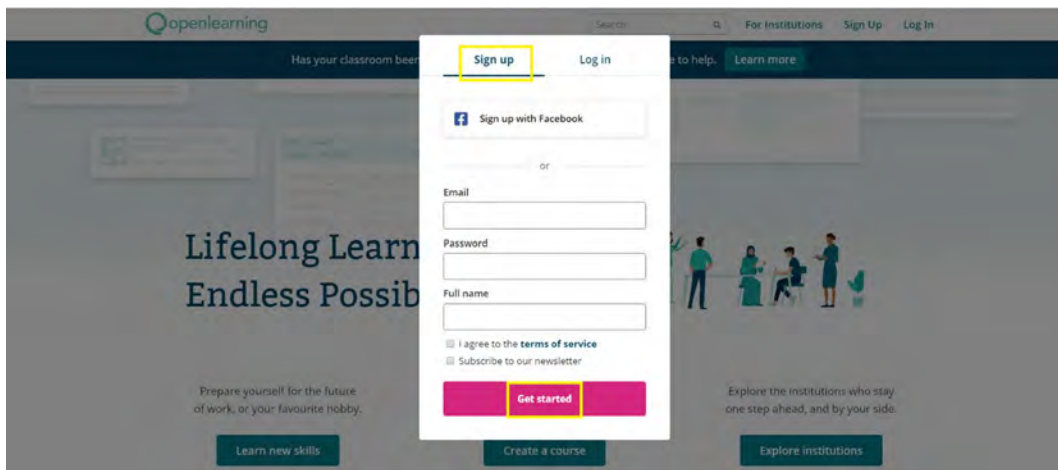 openlearning
Search
For Institutions
Sign Up
Log In
Has your classroom been
e to help.
Learn more
Sign up
Log in
Sign up with Facebook
or
Email
Password
Full name
I agree to the terms of service
Subscribe to our newsletter
Get started
Lifelong Learn
Endless Possib
Prepare yourself for the future
of work, or your favourite hobby.
Learn new skills
Create a course
Explore the institutions who stay
one step ahead, and by your side.
Explore institutions